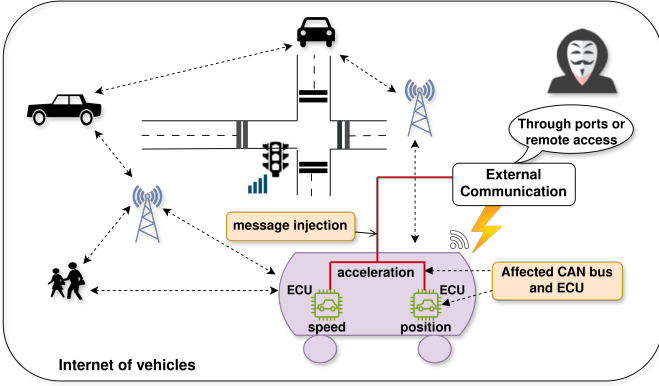 Through ports or
remote access
External
Communication
message injection
acceleration
Affected CAN bus
and ECU
ECU
ECU
speed
position
Internet of vehicles